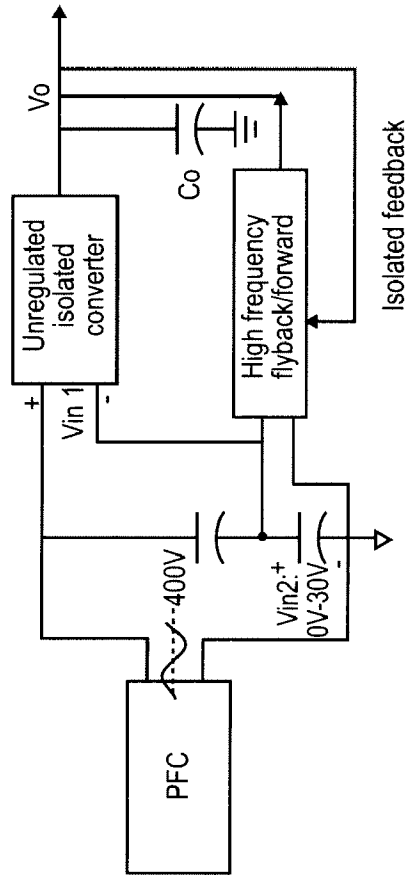 PFC
400V
+
Vin 1
-
Unregulated
isolated
converter
Vo
Co
Vin2:+
0V-30V
-
High frequency
flyback/forward
Isolated feedback